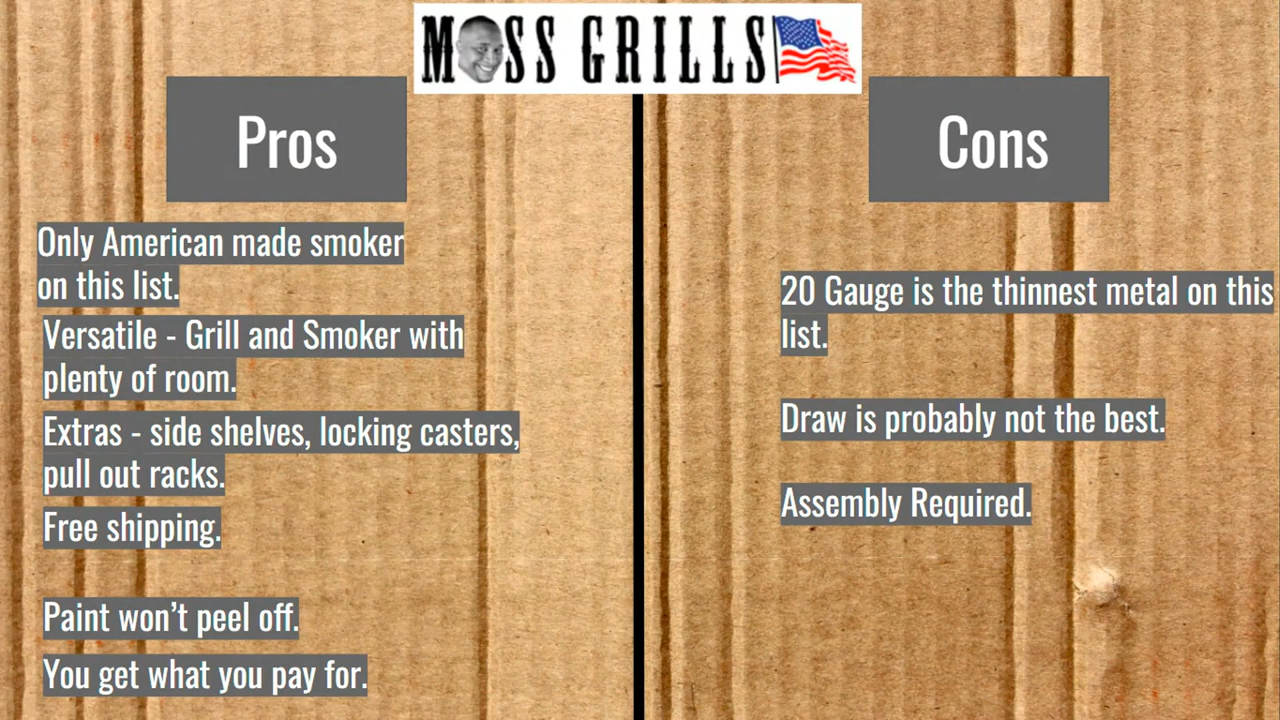 MOSS GRILLS
Pros
Only American made smoker
on this list.
Versatile - Grill and Smoker with
plenty of room.
Extras - side shelves, locking casters,
pull out racks.
Free shipping.
Paint won’t peel off.
You get what you pay for.
Cons
20 Gauge is the thinnest metal on this
list.
Draw is probably not the best.
Assembly Required.